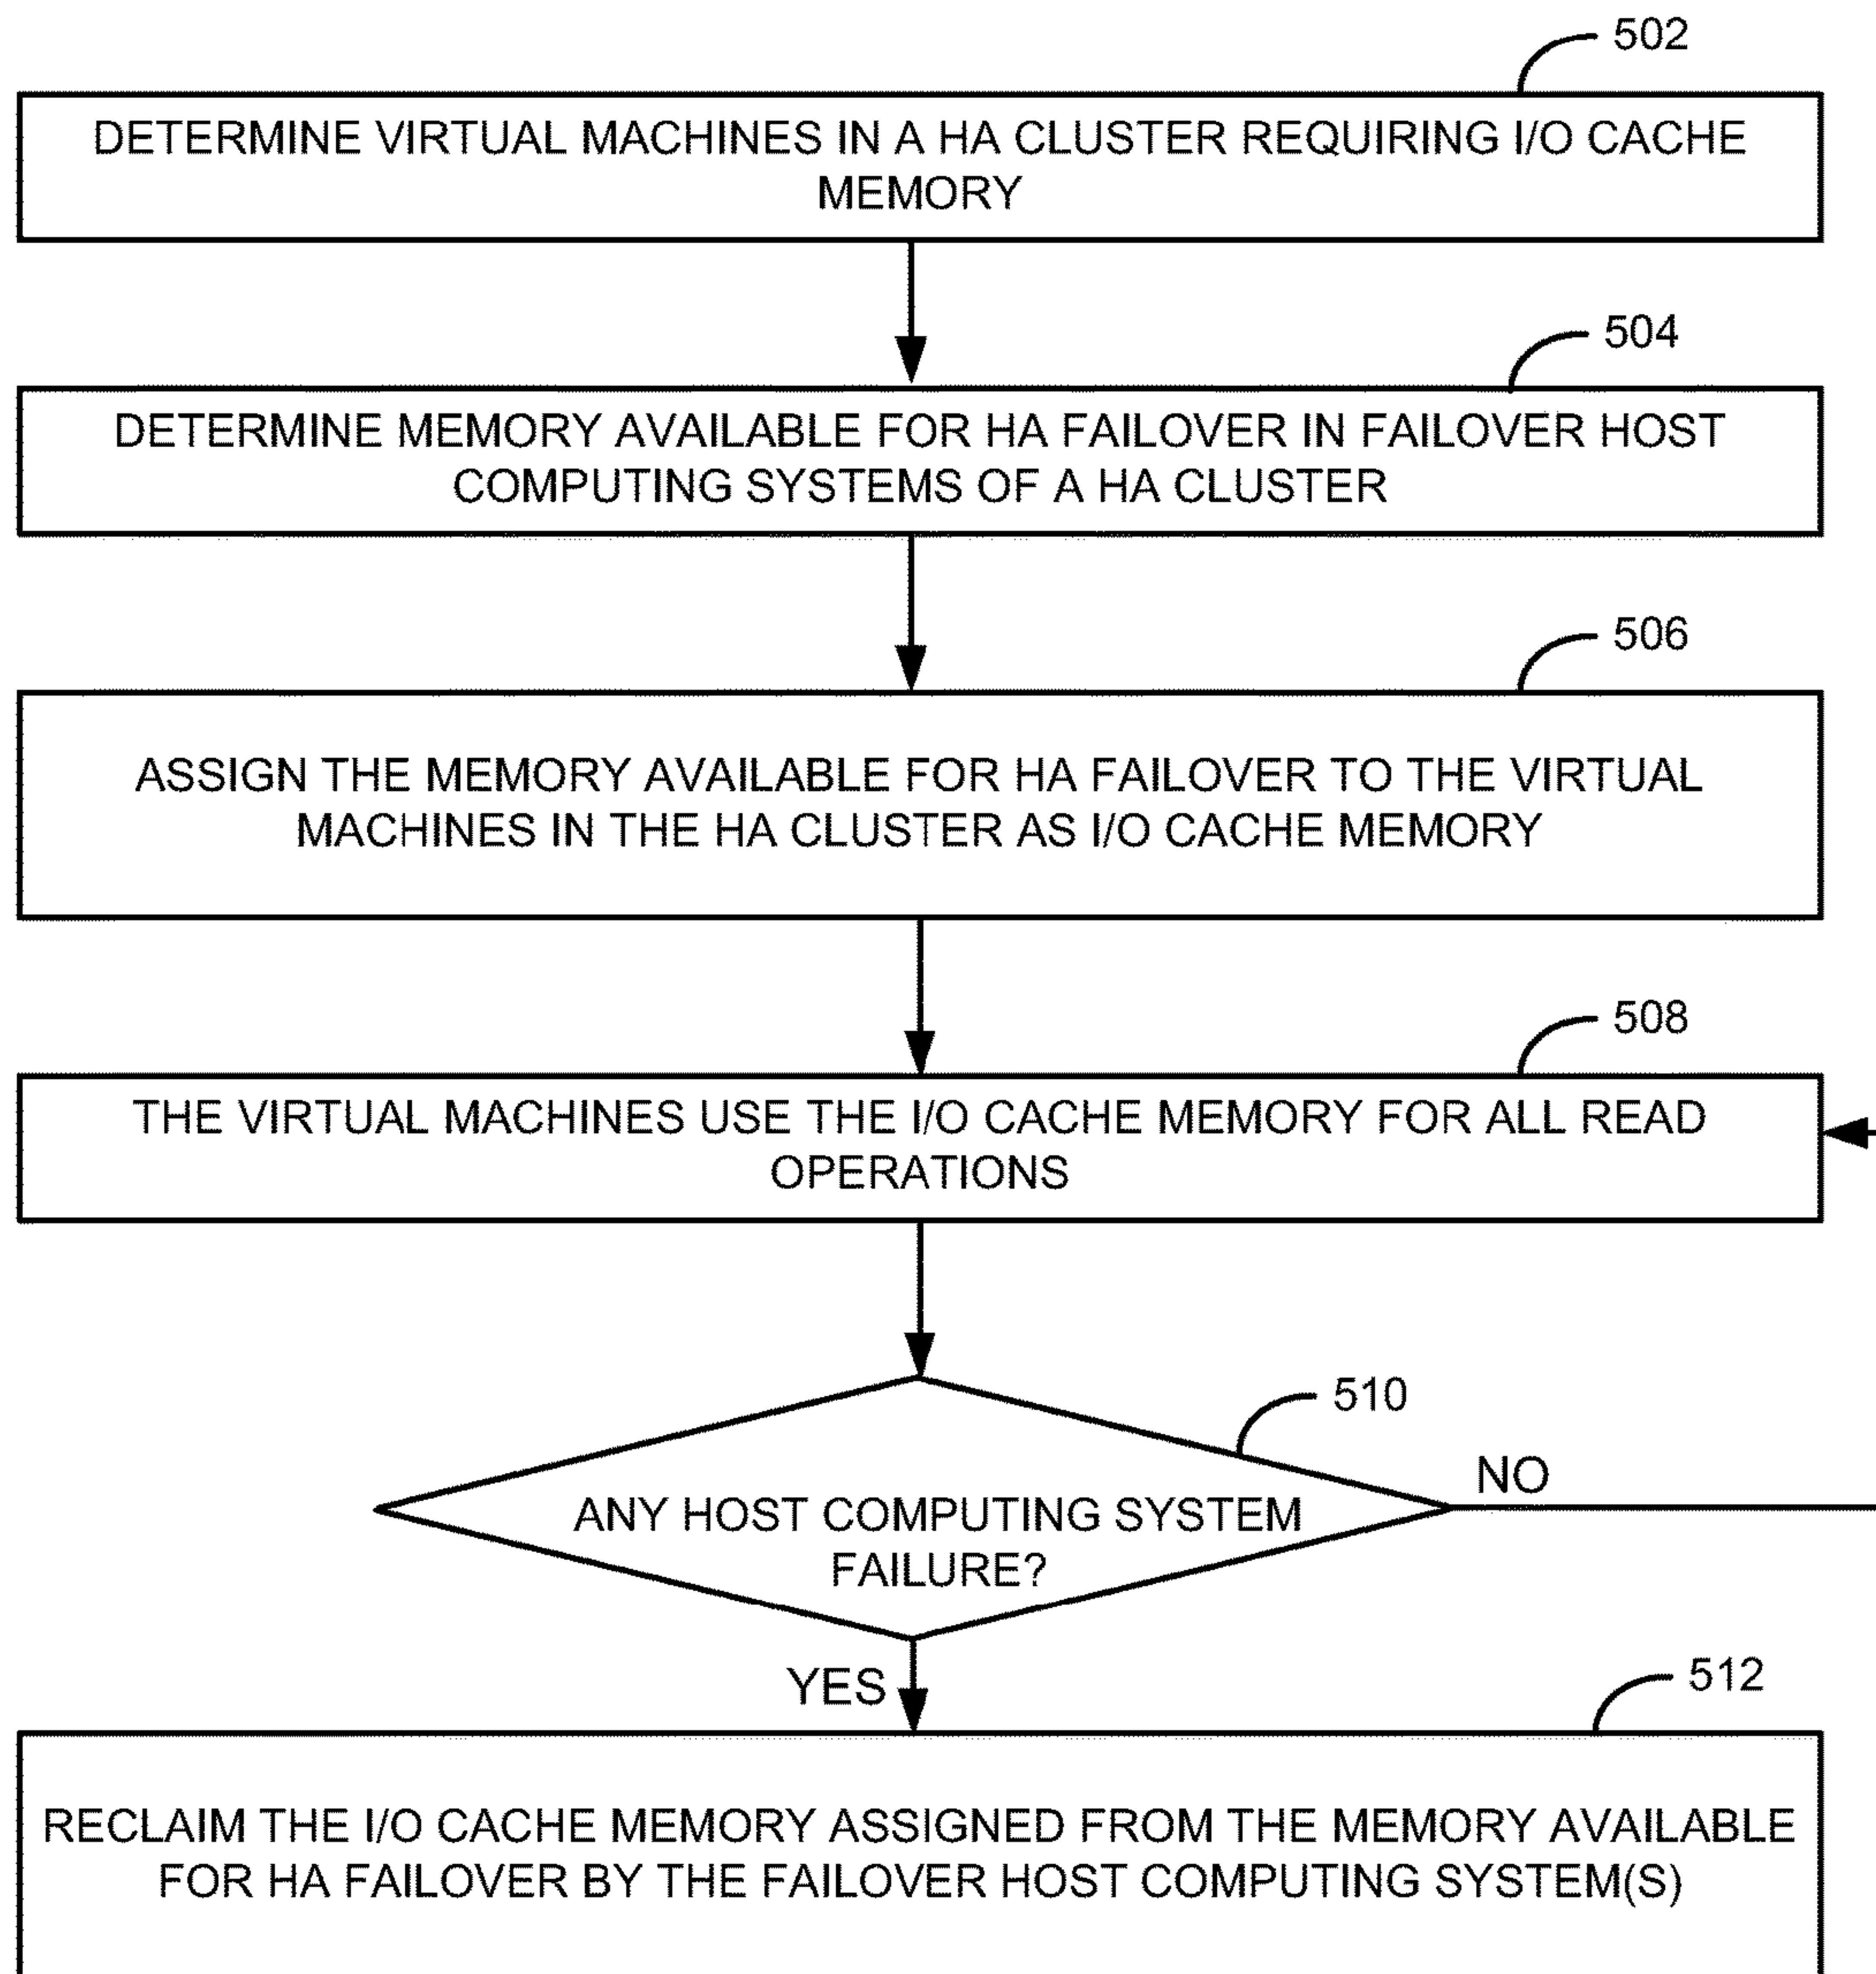 502
DETERMINE VIRTUAL MACHINES IN A HA CLUSTER REQUIRING I/O CACHE
MEMORY
504
DETERMINE MEMORY AVAILABLE FOR HA FAILOVER IN FAILOVER HOST
COMPUTING SYSTEMS OF A HA CLUSTER
506
ASSIGN THE MEMORY AVAILABLE FOR HA FAILOVER TO THE VIRTUAL
MACHINES IN THE HA CLUSTER AS I/O CACHE MEMORY
508
THE VIRTUAL MACHINES USE THE I/O CACHE MEMORY FOR ALL READ
OPERATIONS
510
NO
ANY HOST COMPUTING SYSTEM
FAILURE?
YES
512
RECLAIM THE I/O CACHE MEMORY ASSIGNED FROM THE MEMORY AVAILABLE
FOR HA FAILOVER BY THE FAILOVER HOST COMPUTING SYSTEM(S)